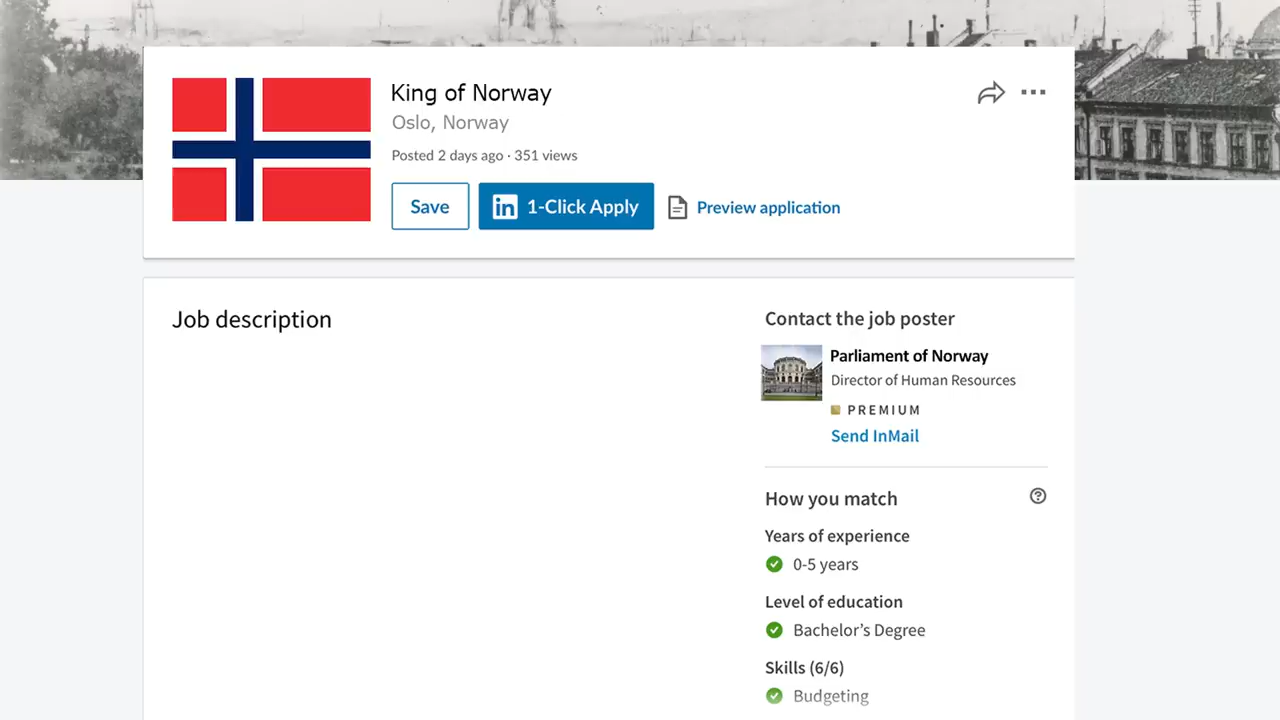 King of Norway
Oslo, Norway
Posted 2 days ago · 351 views
Save
in 1-Click Apply
Preview application
Job description
Contact the job poster
Parliament of Norway
Director of Human Resources
PREMIUM
Send InMail
How you match
Years of experience
0-5 years
Level of education
Bachelor’s Degree
Skills (6/6)
Budgeting